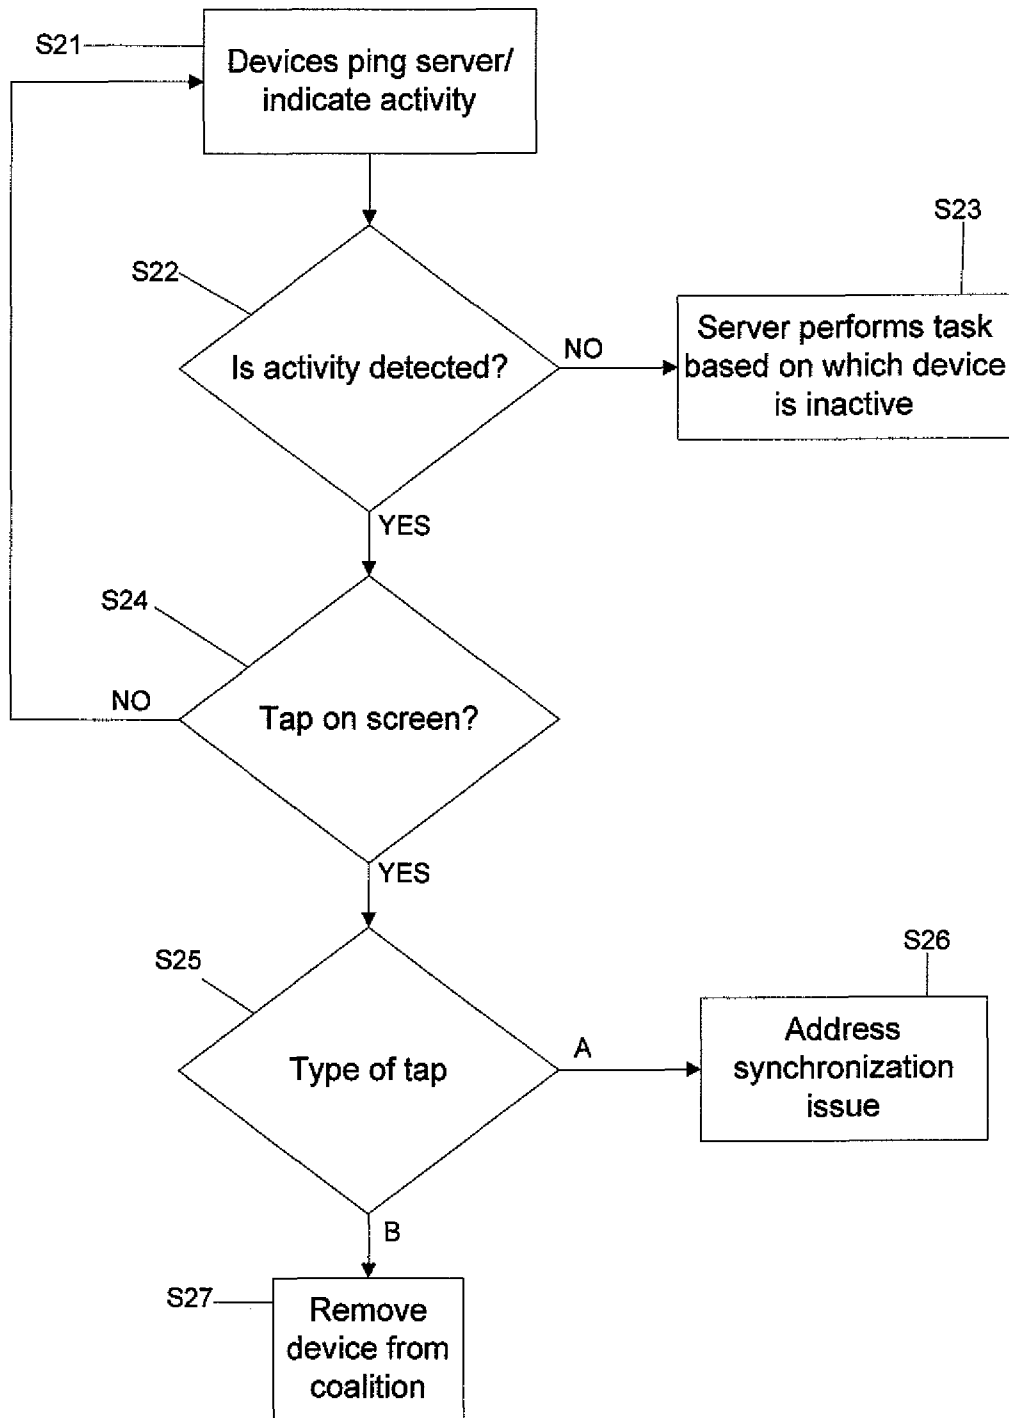 S21
Devices ping server/
indicate activity
S22
Is activity detected?
NO
S23
Server performs task
based on which device
is inactive
YES
S24
NO
Tap on screen?
YES
S25
Type of tap
A
S26
Address
synchronization
issue
B
S27
Remove
device from
coalition